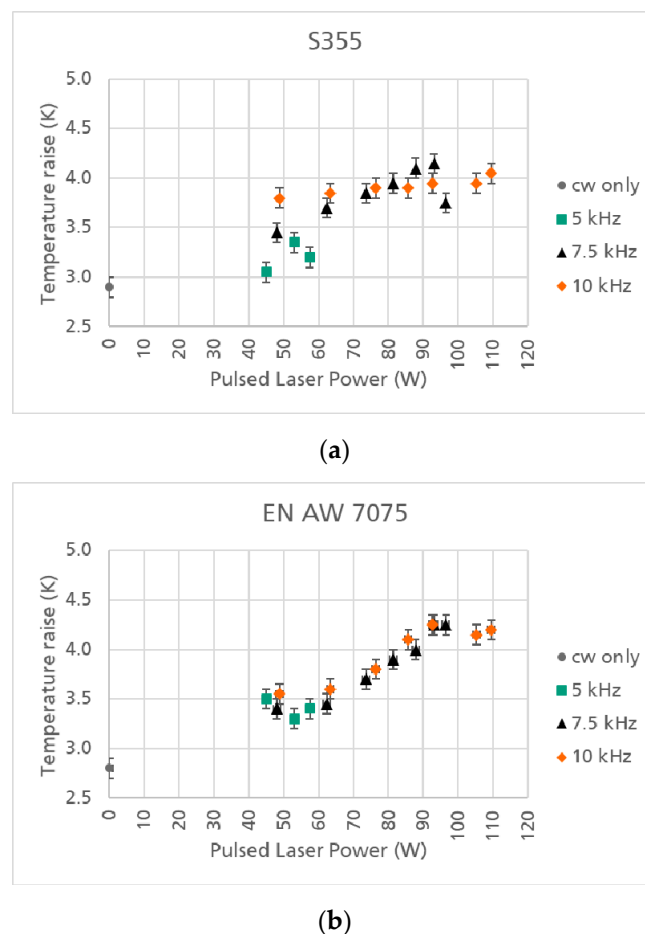 S355
5.0
4.5
4.0
3.5
3.0
2.5
Temperature raise (K)
0 10 20 30 40 50 60 70 80 90 100 110 120
Pulsed Laser Power (W)
cw only
5 kHz
7.5 kHz
10 kHz
(a)
EN AW 7075
5.0
4.5
4.0
3.5
3.0
2.5
Temperature raise (K)
0 10 20 30 40 50 60 70 80 90 100 110 120
Pulsed Laser Power (W)
cw only
5 kHz
7.5 kHz
10 kHz
(b)